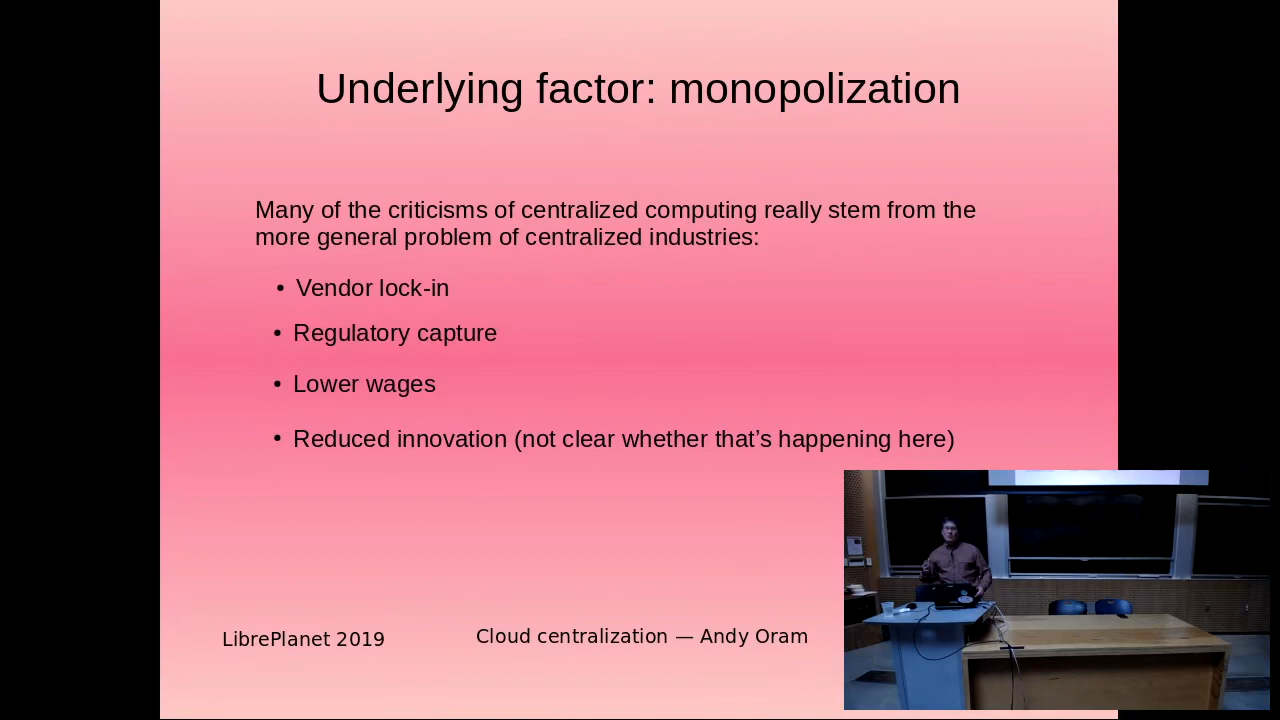 Underlying factor: monopolization
Many of the criticisms of centralized computing really stem from the
more general problem of centralized industries:
• Vendor lock-in
• Regulatory capture
• Lower wages
• Reduced innovation (not clear whether that’s happening here)
LibrePlanet 2019
Cloud centralization — Andy Oram